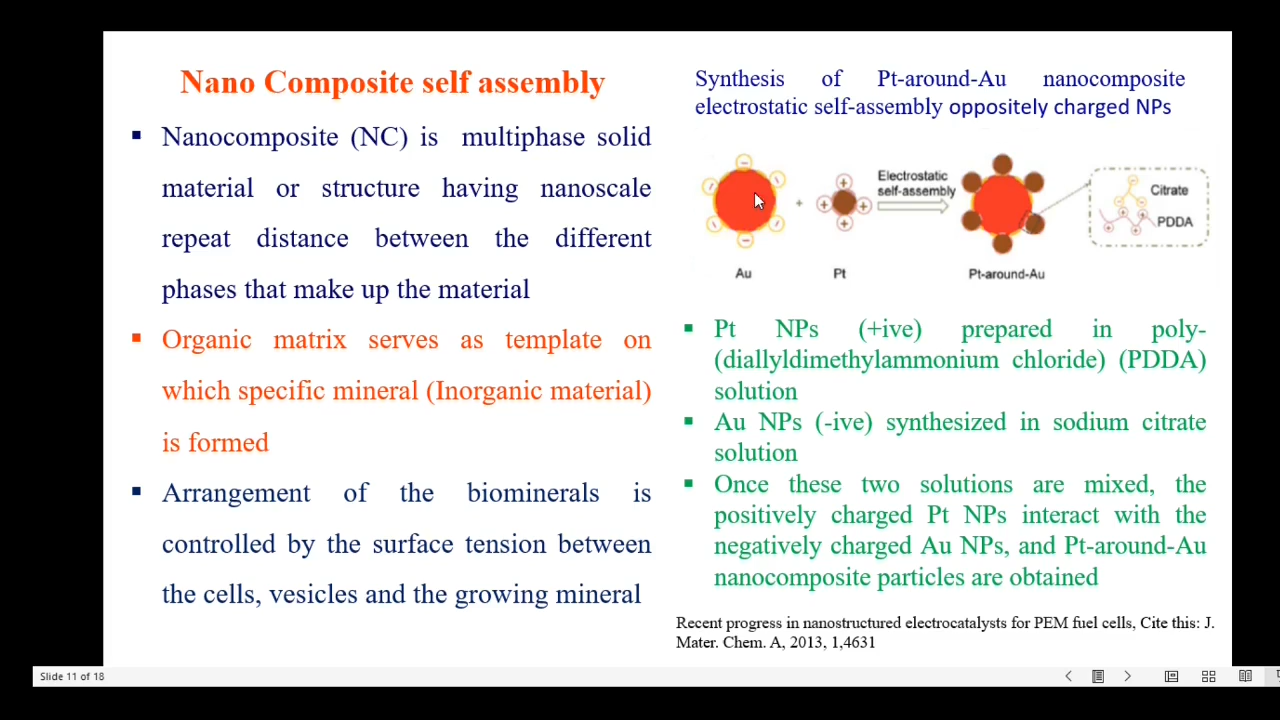 Nano Composite self assembly
▪ Nanocomposite (NC) is multiphase solid
material or structure having nanoscale
repeat distance between the different
phases that make up the material
▪ Organic matrix serves as template on
which specific mineral (Inorganic material)
is formed
▪ Arrangement of the biominerals is
controlled by the surface tension between
the cells, vesicles and the growing mineral
Synthesis of Pt-around-Au nanocomposite
electrostatic self-assembly oppositely charged NPs
Electrostatic
self-assembly
Citrate
PDDA
Au
Pt
Pt-around-Au
▪ Pt NPs (+ive) prepared in poly-
(diallyldimethylammonium chloride) (PDDA)
solution
▪ Au NPs (-ive) synthesized in sodium citrate
solution
▪ Once these two solutions are mixed, the
positively charged Pt NPs interact with the
negatively charged Au NPs, and Pt-around-Au
nanocomposite particles are obtained
Recent progress in nanostructured electrocatalysts for PEM fuel cells, Cite this: J.
Mater. Chem. A, 2013, 1,4631
Slide 11 of 18